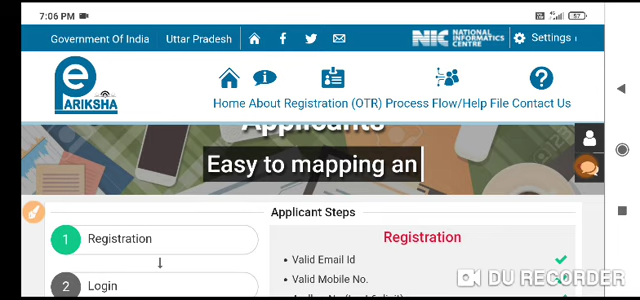 7:06 PM
57
Government Of India Uttar Pradesh
NIC NATIONAL INFORMATICS CENTRE
Settings
e PARIKSHA
Home About Registration (OTR) Process Flow/Help File Contact Us
Applicants
Easy to mapping an
Applicant Steps
1 Registration
2 Login
Registration
Valid Email Id
Valid Mobile No.
DU RECORDER